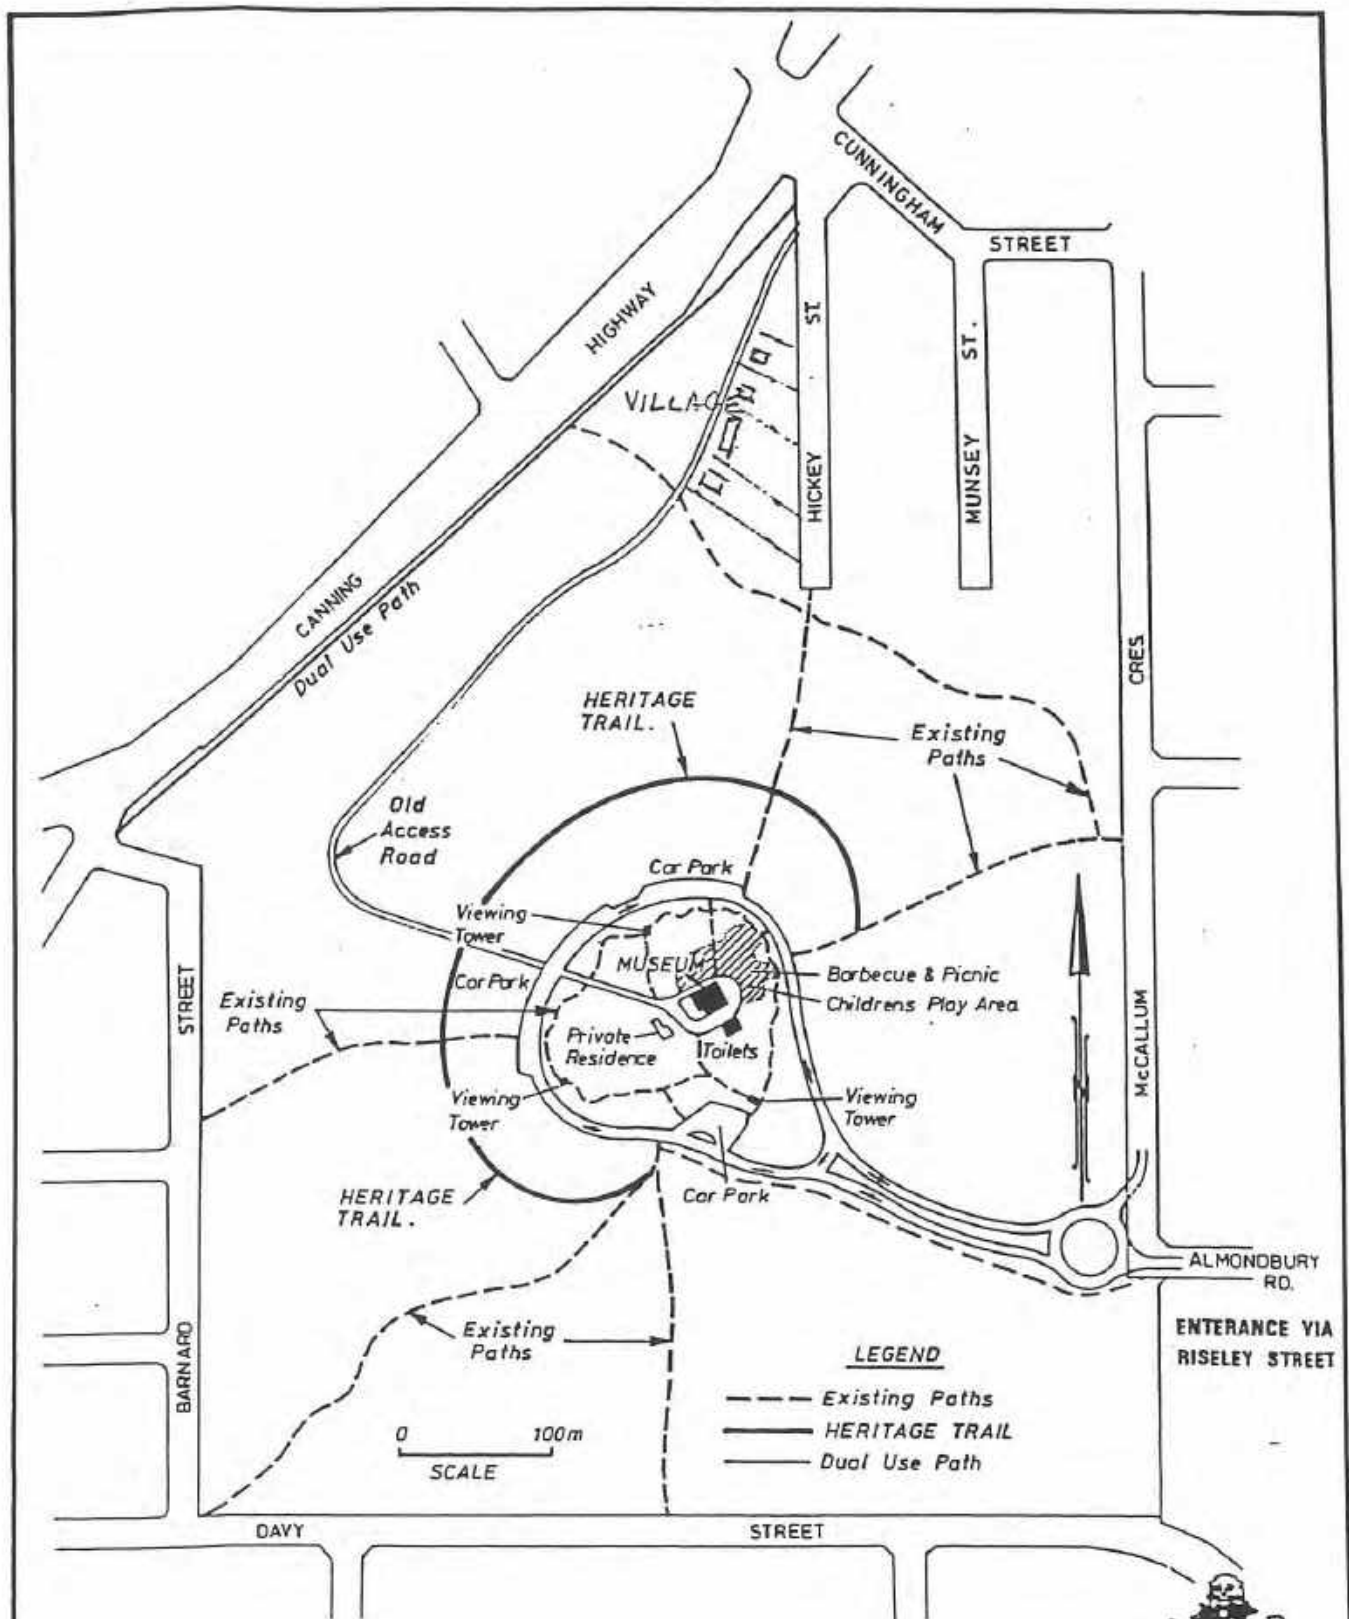 CUNNINGHAM
STREET
HIGHWAY
ST.
ST.
VILLAG
HICKEY
MUNSEY
CANNING
Dual Use Path
CRES.
HERITAGE
TRAIL.
Existing
Paths
Old
Access
Road
Car Park
Viewing
Tower
MUSEUM
Car Park
Barbecue & Picnic
Childrens Play Area
STREET
Existing
Paths
Private
Residence
Toilets
McCALLUM
Viewing
Tower
Viewing
Tower
N
HERITAGE
TRAIL.
Car Park
ALMONDBURY
RD.
Existing
Paths
ENTERANCE VIA
RISELEY STREET
BARNARD
LEGEND
Existing Paths
HERITAGE TRAIL
Dual Use Path
0 100m
SCALE
DAVY
STREET